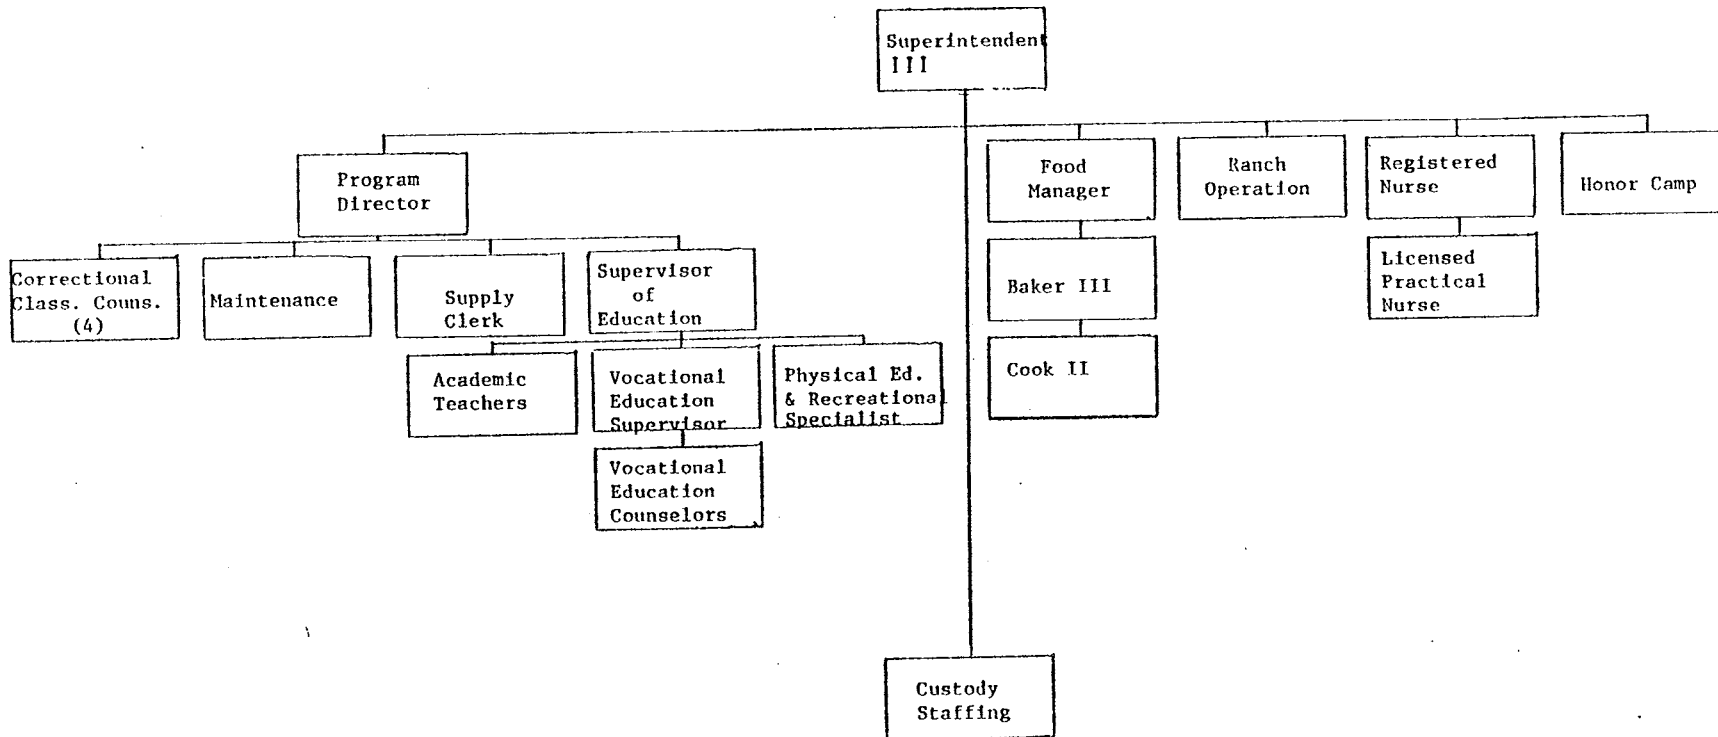 Superintendent
III
Program
Director
Food
Manager
Ranch
Operation
Registered
Nurse
Honor Camp
Correctional
Class. Couns.
(4)
Maintenance
Supply
Clerk
Supervisor
of
Education
Baker III
Licensed
Practical
Nurse
Academic
Teachers
Vocational
Education
Supervisor
Physical Ed.
& Recreational
Specialist
Cook II
Vocational
Education
Counselors
Custody
Staffing